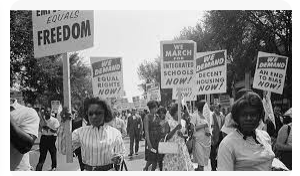 EQUALS
FREEDOM
WE DEMAND
EQUAL
RIGHTS
NOW!
WE
MARCH
FOR
INTEGRATED
SCHOOLS
NOW!
WE
DEMAND
DECENT
HOUSING
NOW!
WE
DEMAND
AN END
TO BIAS
NOW!